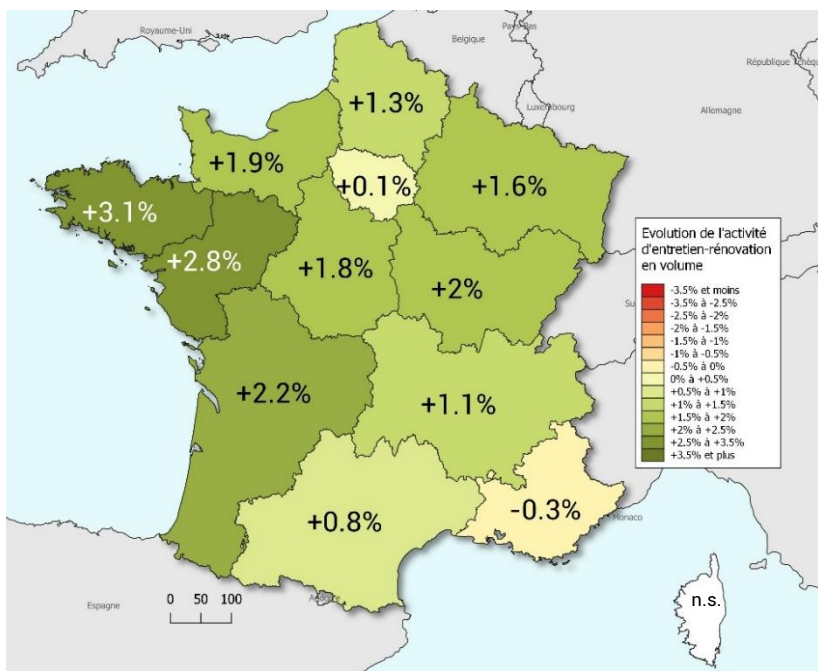 Royaume-Uni
Pays-Bas
Belgique
République Tchèque
Luxembourg
Allemagne
+1.3%
+1.9%
+0.1%
+1.6%
+3.1%
+2.8%
+1.8%
+2%
+2.2%
+1.1%
+0.8%
-0.3%
Monaco
Espagne
0 50 100
n.s.
Evolution de l'activité
d'entretien-rénovation
en volume
-3.5% et moins
-3.5% à -2.5%
-2.5% à -2%
-2% à -1.5%
-1.5% à -1%
-1% à -0.5%
-0.5% à 0%
0% à +0.5%
+0.5% à +1%
+1% à +1.5%
+1.5% à +2%
+2% à +2.5%
+2.5% à +3.5%
+3.5% et plus